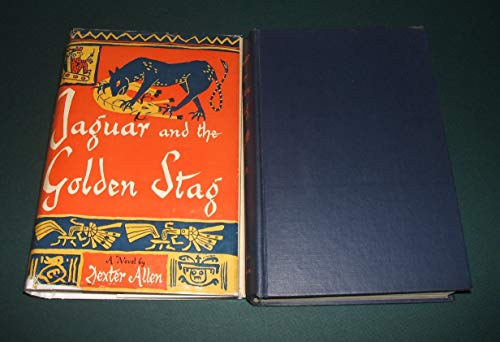 Jaguar and the
Golden Stag
A Novel by
Dexter Allen